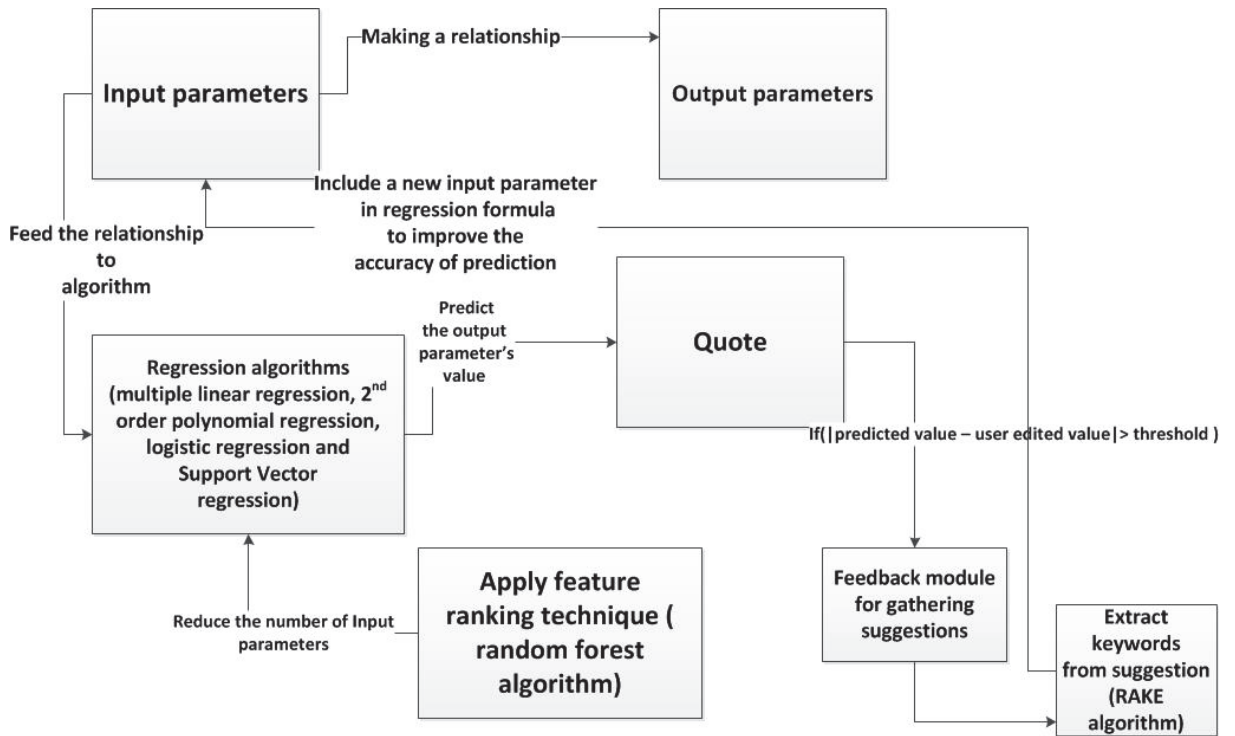 Making a relationship
Input parameters
Output parameters
Include a new input parameter
in regression formula
to improve the
accuracy of prediction
Feed the relationship
to
algorithm
Predict
the output
parameter's
value
Quote
Regression algorithms
(multiple linear regression, 2nd
order polynomial regression,
logistic regression and
Support Vector
regression)
If(|predicted value – user edited value|> threshold )
Apply feature
ranking technique (
random forest
algorithm)
Reduce the number of Input
parameters
Feedback module
for gathering
suggestions
Extract
keywords
from suggestion
(RAKE
algorithm)